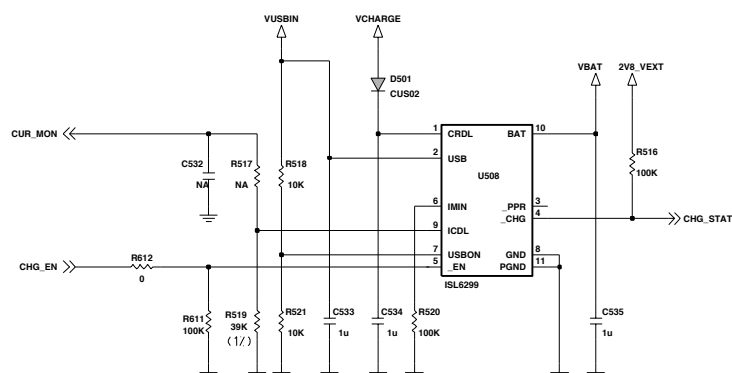 VUSBIN
VCHARGE
D501
CUS02
VBAT
2V8_VEXT
CUR_MON
1
CRDL
BAT
10
C532
NA
R517
NA
R518
10K
2
USB
U508
R516
100K
6
IMIN
_PPR
3
_CHG
4
CHG_STAT
9
ICDL
CHG_EN
R612
0
7
USBON
5
_EN
GND
8
PGND
11
ISL6299
R611
100K
R519
39K
(1/.)
R521
10K
C533
1u
C534
1u
R520
100K
C535
1u